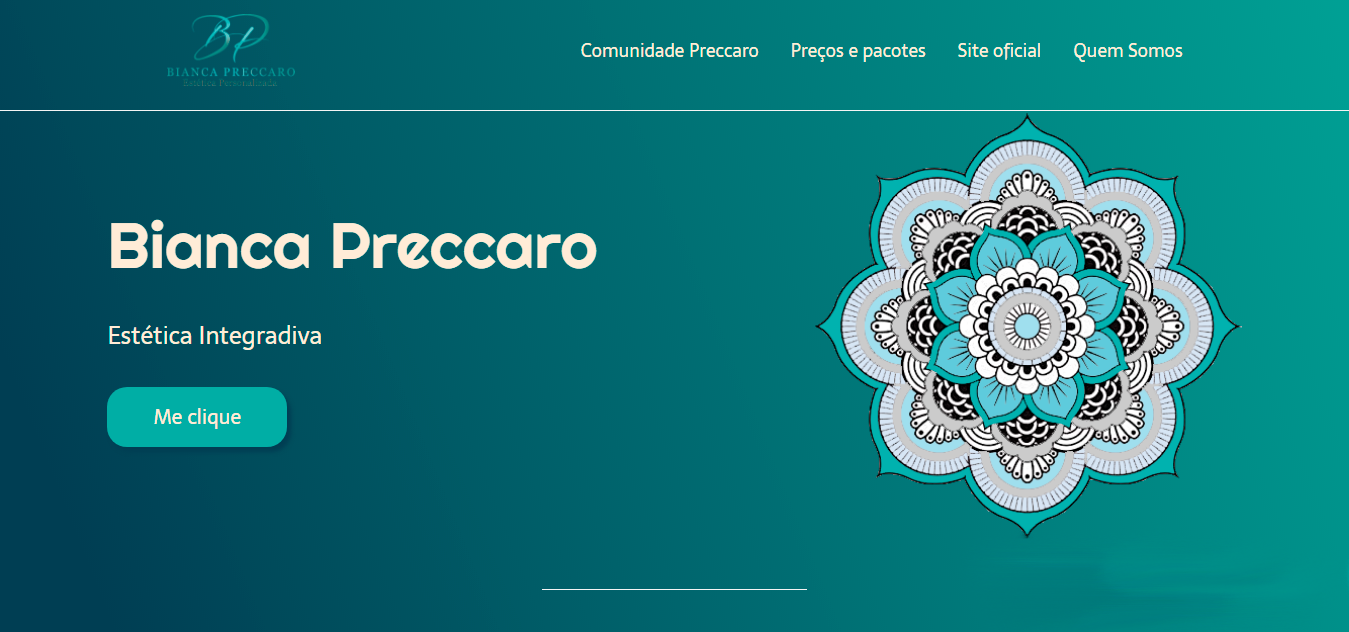 BP
BIANCA PRECCARO
Estética Personalizada
Comunidade Preccaro
Preços e pacotes
Site oficial
Quem Somos
Bianca Preccaro
Estética Integradiva
Me clique